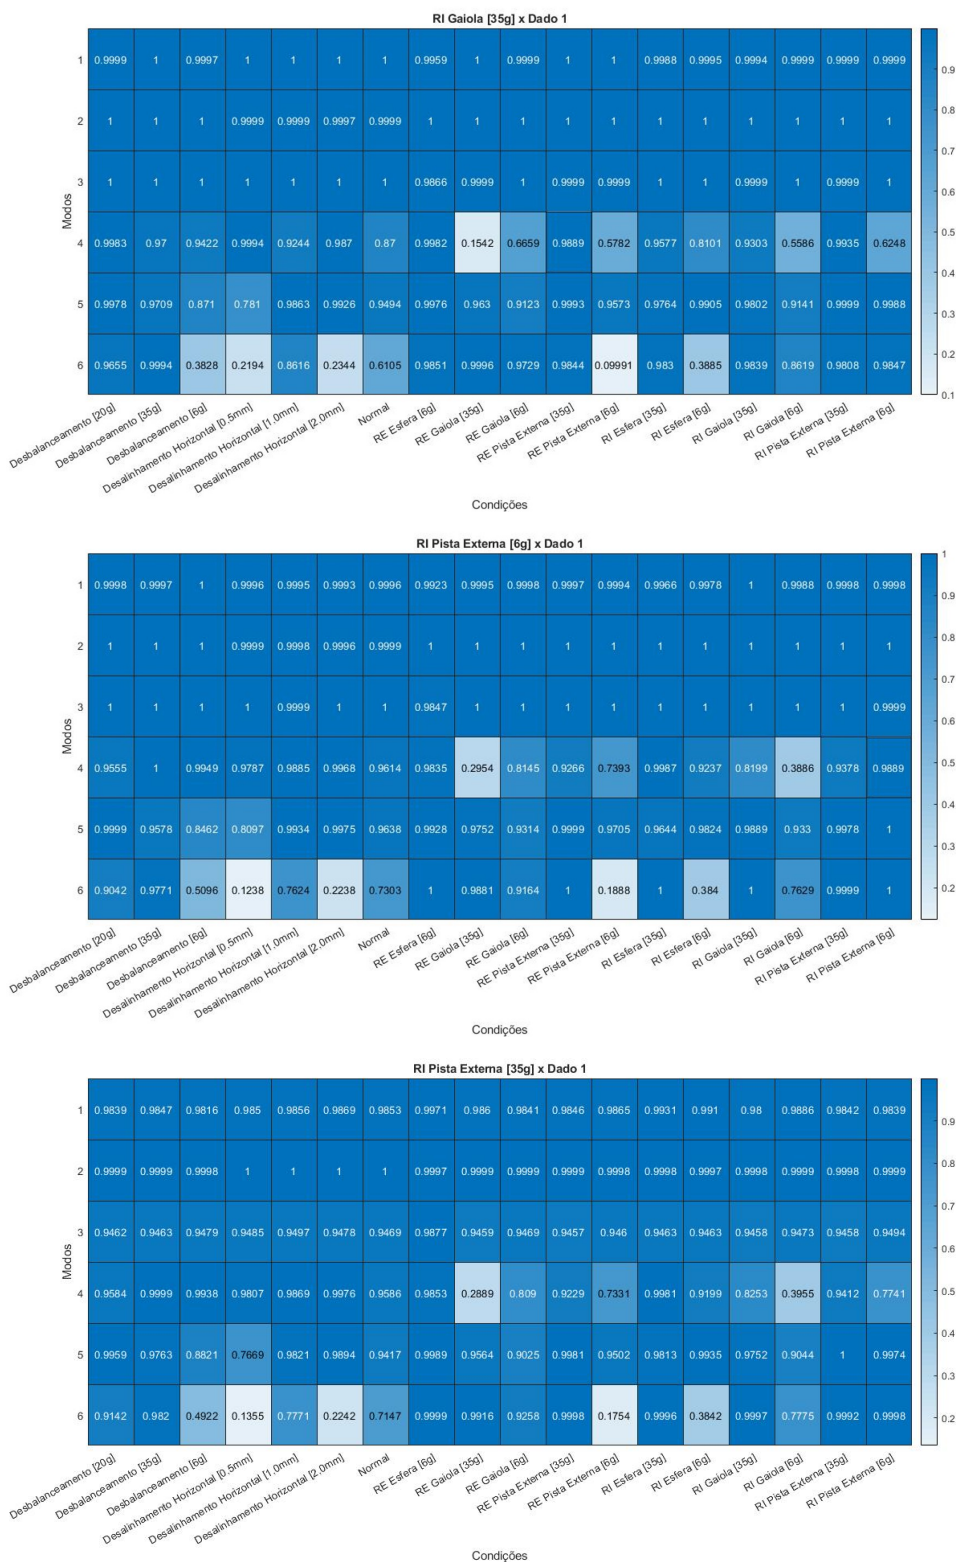 RI Gaiola [35g] x Dado 1
1 0.9999 1 0.9997 1 1 1 1 0.9959 1 0.9999 1 1 0.9988 0.9995 0.9994 0.9999 0.9999 0.9999
2 1 1 1 0.9999 0.9999 0.9997 0.9999 1 1 1 1 1 1 1 1 1 1 1
3 1 1 1 1 1 1 1 0.9866 0.9999 1 0.9999 0.9999 1 1 0.9999 1 0.9999 1
4 0.9983 0.97 0.9422 0.9994 0.9244 0.987 0.87 0.9982 0.1542 0.6659 0.9889 0.5782 0.9577 0.8101 0.9303 0.5586 0.9935 0.6248
5 0.9978 0.9709 0.871 0.781 0.9863 0.9926 0.9494 0.9976 0.963 0.9123 0.9993 0.9573 0.9764 0.9905 0.9802 0.9141 0.9999 0.9988
6 0.9655 0.9994 0.3828 0.2194 0.8616 0.2344 0.6105 0.9851 0.9996 0.9729 0.9844 0.09991 0.983 0.3885 0.9839 0.8619 0.9808 0.9847
Modos
Desbalanceamento [20g]
Desbalanceamento [35g]
Desbalanceamento [6g]
Desalinhamento Horizontal [0.5mm]
Desalinhamento Horizontal [1.0mm]
Desalinhamento Horizontal [2.0mm]
Normal
RE Esfera [6g]
RE Gaiola [35g]
RE Gaiola [6g]
RE Pista Externa [35g]
RE Pista Externa [6g]
RI Esfera [35g]
RI Esfera [6g]
RI Gaiola [35g]
RI Gaiola [6g]
RI Pista Externa [35g]
RI Pista Externa [6g]
Condições
0.9
0.8
0.7
0.6
0.5
0.4
0.3
0.2
0.1
RI Pista Externa [6g] x Dado 1
1 0.9998 0.9997 1 0.9996 0.9995 0.9993 0.9996 0.9923 0.9995 0.9998 0.9997 0.9994 0.9966 0.9978 1 0.9988 0.9998 0.9998
2 1 1 1 0.9999 0.9998 0.9996 0.9999 1 1 1 1 1 1 1 1 1 1 1
3 1 1 1 1 0.9999 1 1 0.9847 1 1 1 1 1 1 1 1 1 0.9999
4 0.9555 1 0.9949 0.9787 0.9885 0.9968 0.9614 0.9835 0.2954 0.8145 0.9266 0.7393 0.9987 0.9237 0.8199 0.3886 0.9378 0.9889
5 0.9999 0.9578 0.8462 0.8097 0.9934 0.9975 0.9638 0.9928 0.9752 0.9314 0.9999 0.9705 0.9644 0.9824 0.9889 0.933 0.9978 1
6 0.9042 0.9771 0.5096 0.1238 0.7624 0.2238 0.7303 1 0.9881 0.9164 1 0.1888 1 0.384 1 0.7629 0.9999 1
Modos
Desbalanceamento [20g]
Desbalanceamento [35g]
Desbalanceamento [6g]
Desalinhamento Horizontal [0.5mm]
Desalinhamento Horizontal [1.0mm]
Desalinhamento Horizontal [2.0mm]
Normal
RE Esfera [6g]
RE Gaiola [35g]
RE Gaiola [6g]
RE Pista Externa [35g]
RE Pista Externa [6g]
RI Esfera [35g]
RI Esfera [6g]
RI Gaiola [35g]
RI Gaiola [6g]
RI Pista Externa [35g]
RI Pista Externa [6g]
Condições
1
0.9
0.8
0.7
0.6
0.5
0.4
0.3
0.2
RI Pista Externa [35g] x Dado 1
1 0.9839 0.9847 0.9816 0.985 0.9856 0.9869 0.9853 0.9971 0.986 0.9841 0.9846 0.9865 0.9931 0.991 0.98 0.9886 0.9842 0.9839
2 0.9999 0.9999 0.9998 1 1 1 1 0.9997 0.9999 0.9999 0.9999 0.9998 0.9998 0.9997 0.9998 0.9999 0.9998 0.9999
3 0.9462 0.9463 0.9479 0.9485 0.9497 0.9478 0.9469 0.9877 0.9459 0.9469 0.9457 0.946 0.9463 0.9463 0.9458 0.9473 0.9458 0.9494
4 0.9584 0.9999 0.9938 0.9807 0.9869 0.9976 0.9586 0.9853 0.2889 0.809 0.9229 0.7331 0.9981 0.9199 0.8253 0.3955 0.9412 0.7741
5 0.9959 0.9763 0.8821 0.7669 0.9821 0.9894 0.9417 0.9989 0.9564 0.9025 0.9981 0.9502 0.9813 0.9935 0.9752 0.9044 1 0.9974
6 0.9142 0.982 0.4922 0.1355 0.7771 0.2242 0.7147 0.9999 0.9916 0.9258 0.9998 0.1754 0.9996 0.3842 0.9997 0.7775 0.9992 0.9998
Modos
Desbalanceamento [20g]
Desbalanceamento [35g]
Desbalanceamento [6g]
Desalinhamento Horizontal [0.5mm]
Desalinhamento Horizontal [1.0mm]
Desalinhamento Horizontal [2.0mm]
Normal
RE Esfera [6g]
RE Gaiola [35g]
RE Gaiola [6g]
RE Pista Externa [35g]
RE Pista Externa [6g]
RI Esfera [35g]
RI Esfera [6g]
RI Gaiola [35g]
RI Gaiola [6g]
RI Pista Externa [35g]
RI Pista Externa [6g]
Condições
0.9
0.8
0.7
0.6
0.5
0.4
0.3
0.2